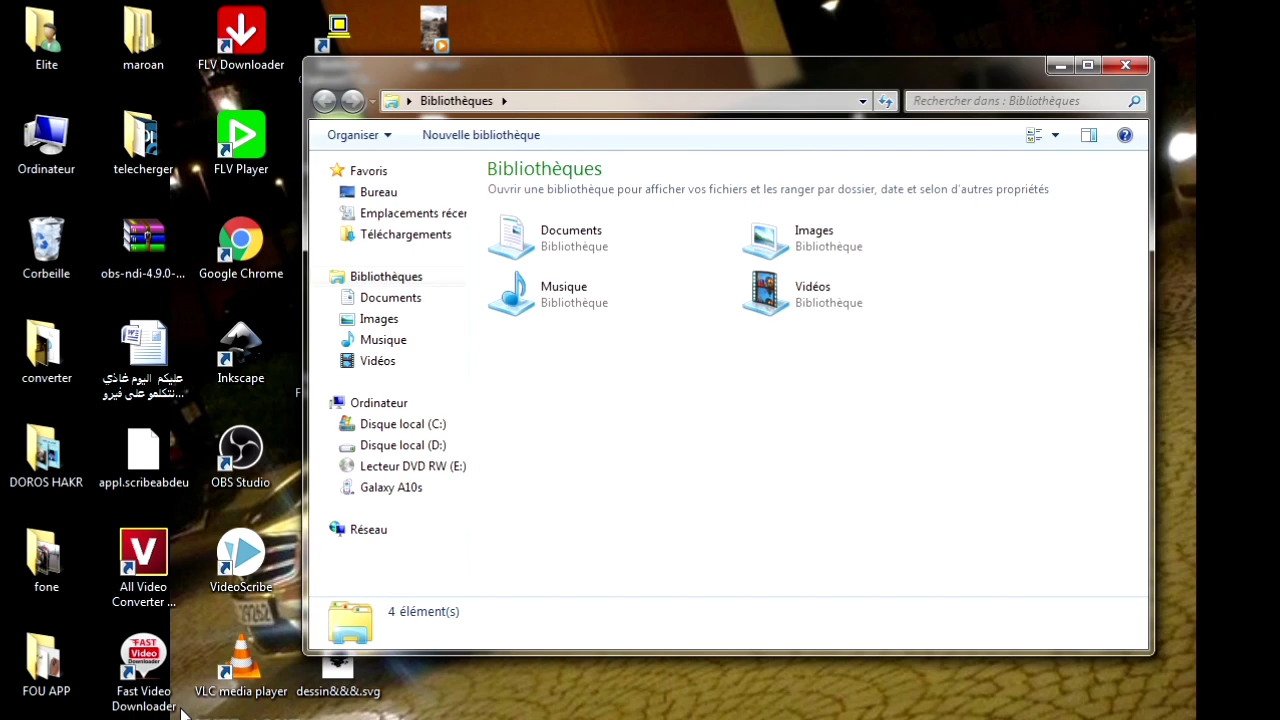 Elite
maroan
FLV Downloader
Ordinateur
telecherger
FLV Player
Corbeille
obs-ndi-4.9.0-...
Google Chrome
converter
عليكم اليوم غاذي
نتكلمو على فيرو...
Inkscape
DOROS HAKR
appl.scribeabdeu
OBS Studio
fone
All Video
Converter ...
VideoScribe
FOU APP
FAST
Video
Downloader
Fast Video
Downloader
VLC media player
dessin&&&.svg
Bibliothèques
Rechercher dans : Bibliothèques
Organiser
Nouvelle bibliothèque
Favoris
Bureau
Emplacements récer
Téléchargements
Bibliothèques
Documents
Images
Musique
Vidéos
Ordinateur
Disque local (C:)
Disque local (D:)
Lecteur DVD RW (E:)
Galaxy A10s
Réseau
Bibliothèques
Ouvrir une bibliothèque pour afficher vos fichiers et les ranger par dossier, date et selon d'autres propriétés
Documents
Bibliothèque
Images
Bibliothèque
Musique
Bibliothèque
Vidéos
Bibliothèque
4 élément(s)